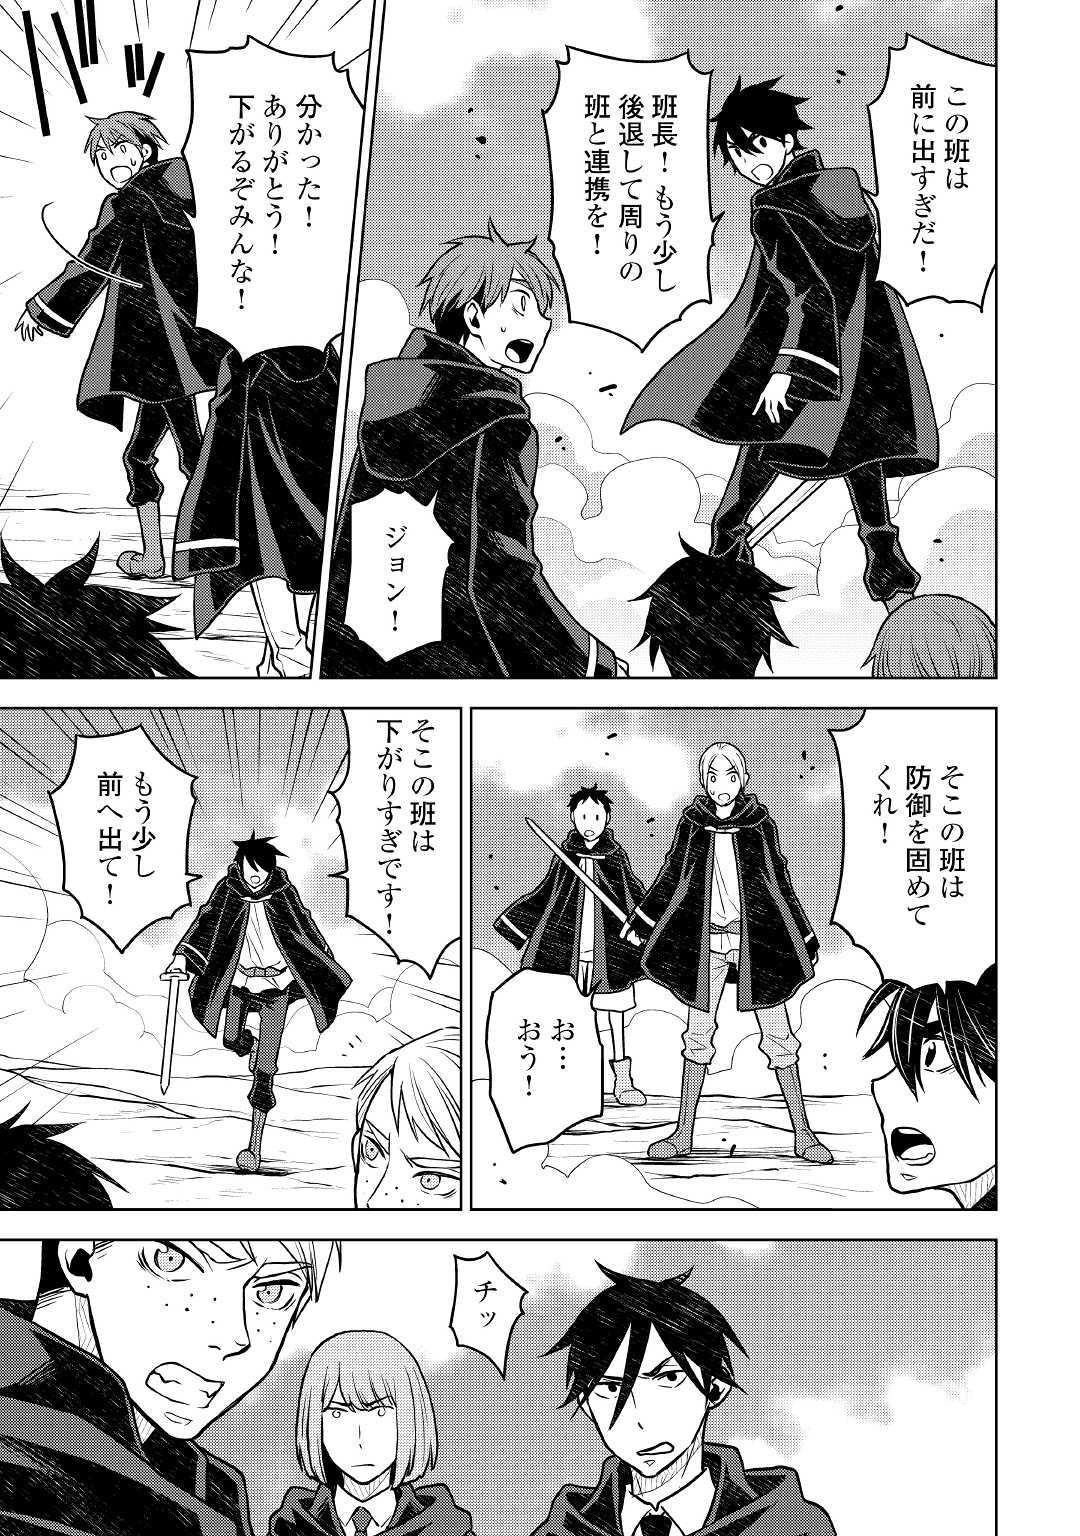 この班は
前に出すぎだ！
班長！もう少し
後退して周りの
班と連携を！
ジョン！
分かった！
ありがとう！
下がるぞみんな！
そこの班は
防御を固めて
くれ！
お…
おう！
そこの班は
下がりすぎです！
もう少し
前へ出て！
チッ